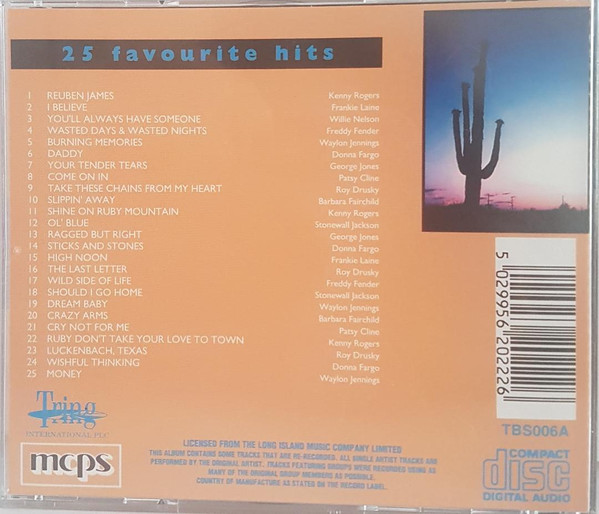 25 favourite hits
1 REUBEN JAMES Kenny Rogers
2 I BELIEVE Frankie Laine
3 YOU'LL ALWAYS HAVE SOMEONE Willie Nelson
4 WASTED DAYS & WASTED NIGHTS Freddy Fender
5 BURNING MEMORIES Waylon Jennings
6 DADDY Donna Fargo
7 YOUR TENDER TEARS George Jones
8 COME ON IN Patsy Cline
9 TAKE THESE CHAINS FROM MY HEART Roy Drusky
10 SLIPPIN' AWAY Barbara Fairchild
11 SHINE ON RUBY MOUNTAIN Kenny Rogers
12 OL' BLUE Stonewall Jackson
13 RAGGED BUT RIGHT George Jones
14 STICKS AND STONES Donna Fargo
15 HIGH NOON Frankie Laine
16 THE LAST LETTER Roy Drusky
17 WILD SIDE OF LIFE Freddy Fender
18 SHOULD I GO HOME Stonewall Jackson
19 DREAM BABY Waylon Jennings
20 CRAZY ARMS Barbara Fairchild
21 CRY NOT FOR ME Patsy Cline
22 RUBY DON'T TAKE YOUR LOVE TO TOWN Kenny Rogers
23 LUCKENBACH, TEXAS Roy Drusky
24 WISHFUL THINKING Donna Fargo
25 MONEY Waylon Jennings
5 029956 202226
TBS006A
Tring
Tring
INTERNATIONAL PLC
mcps
LICENSED FROM THE LONG ISLAND MUSIC COMPANY LIMITED
THIS ALBUM CONTAINS SOME TRACKS THAT ARE RE-RECORDED. ALL SINGLE ARTIST TRACKS ARE
PERFORMED BY THE ORIGINAL ARTIST. TRACKS FEATURING GROUPS WERE RECORDED USING AS
MANY OF THE ORIGINAL GROUP MEMBERS AS POSSIBLE.
COUNTRY OF MANUFACTURE AS STATED ON THE RECORD LABEL.
COMPACT
disc
DIGITAL AUDIO